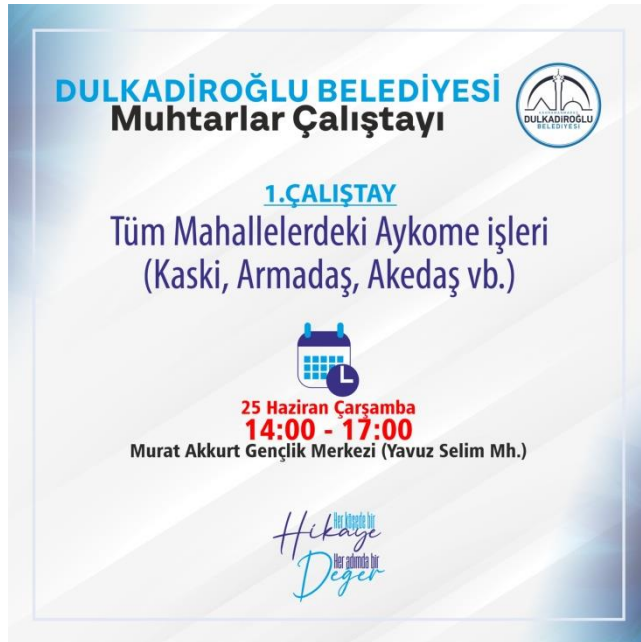 DULKADİROĞLU BELEDİYESİ
Muhtarlar Çalıştayı
DULKADİROĞLU
BELEDİYESİ
1.ÇALIŞTAY
Tüm Mahallelerdeki Aykome işleri
(Kaski, Armadaş, Akedaş vb.)
25 Haziran Çarşamba
14:00 - 17:00
Murat Akkurt Gençlik Merkezi (Yavuz Selim Mh.)
Her köşede bir
Hikaye
Her adımda bir
Değer